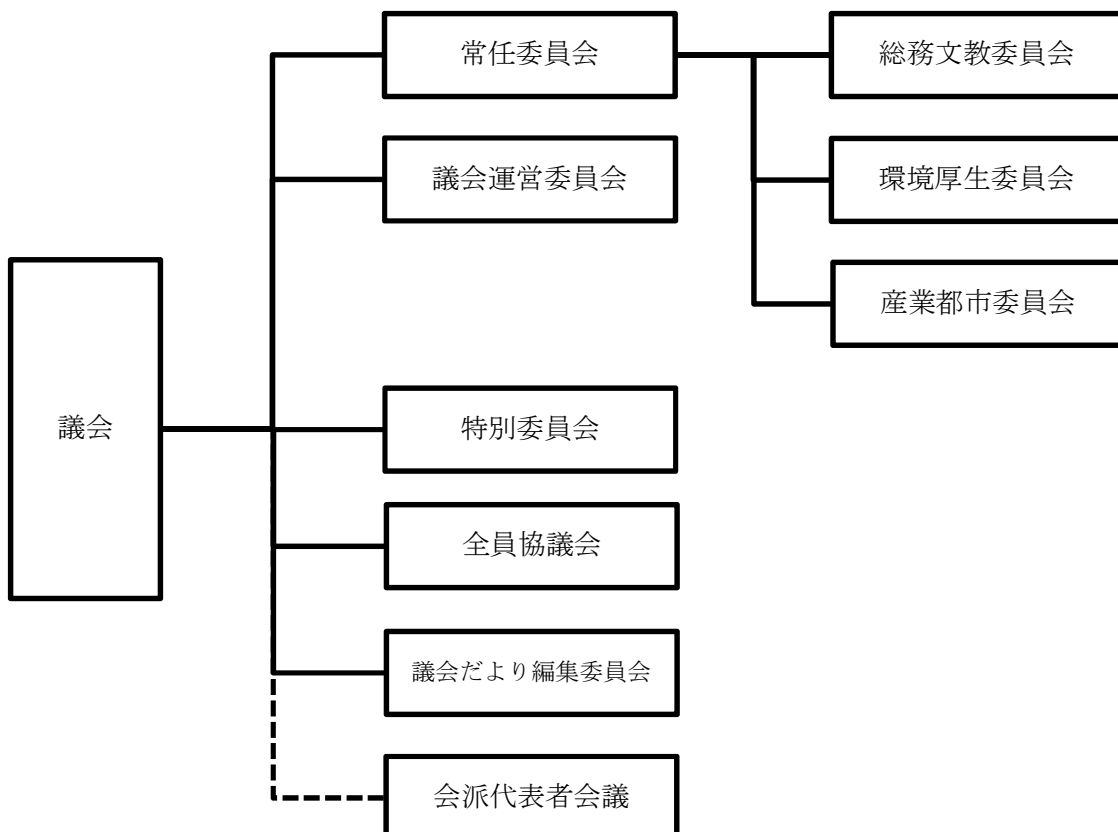 常任委員会
総務文教委員会
議会運営委員会
環境厚生委員会
産業都市委員会
議会
特別委員会
全員協議会
議会だより編集委員会
会派代表者会議